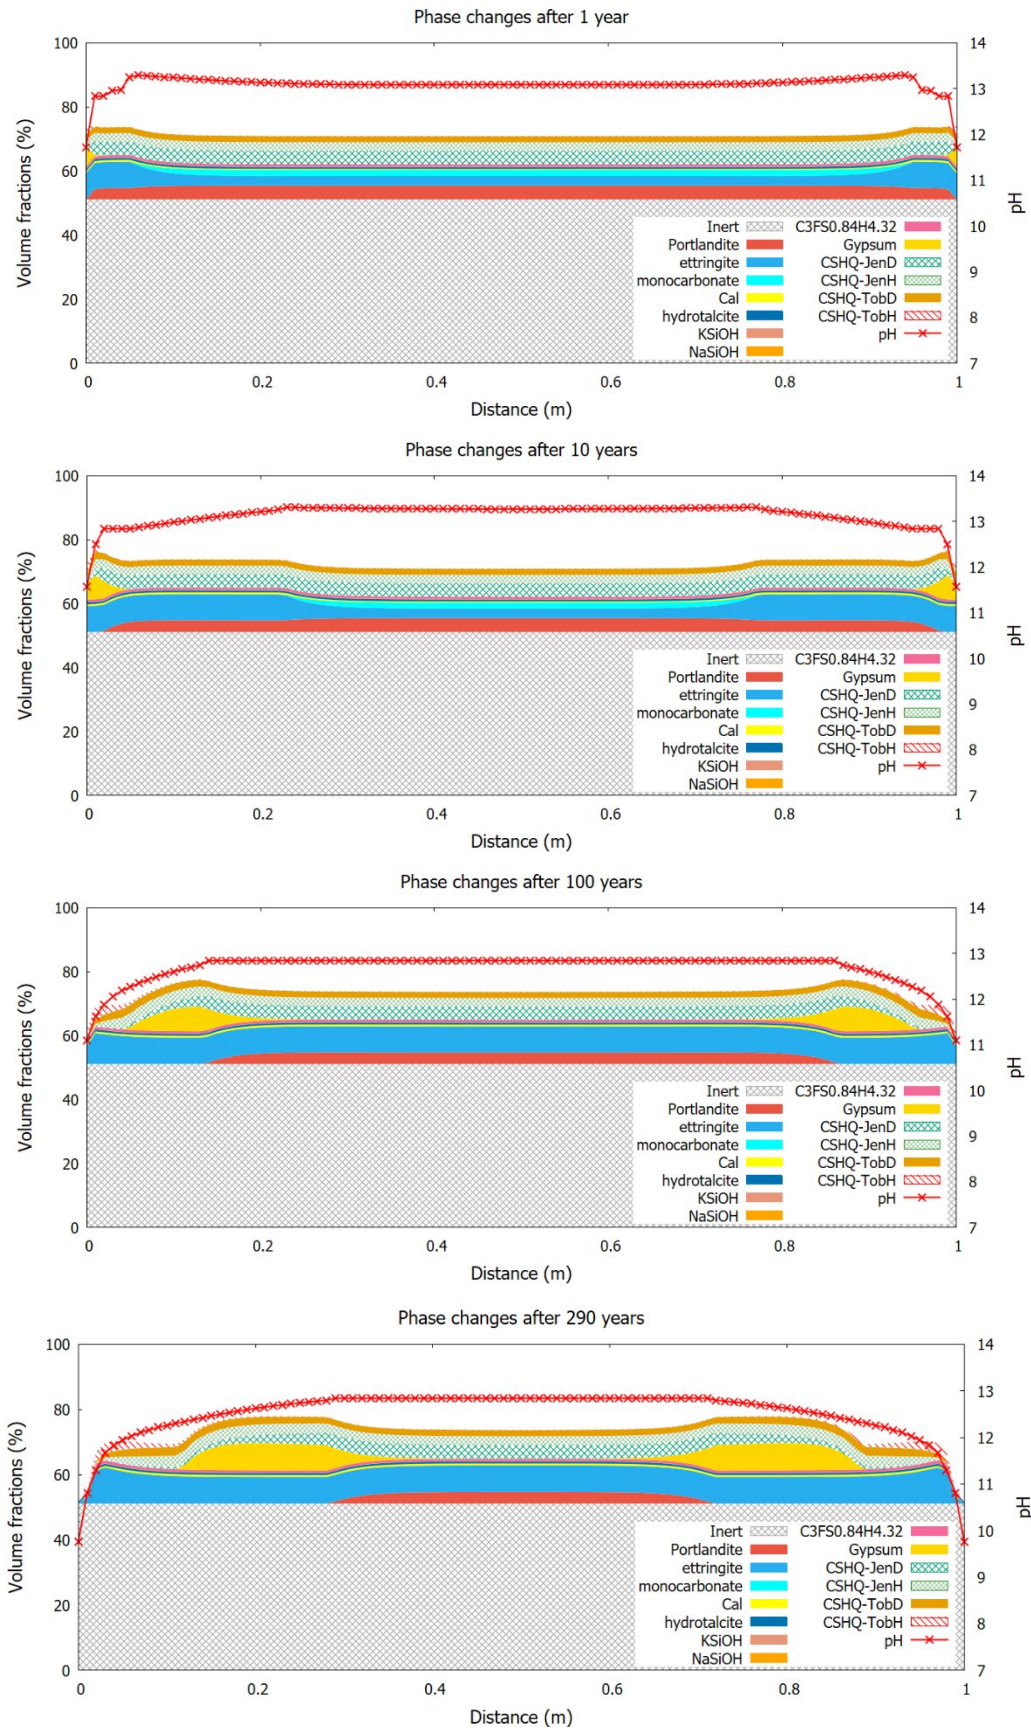 Phase changes after 1 year
100
80
60
40
20
0
14
13
12
11
10
9
8
7
Volume fractions (%)
pH
Inert
Portlandite
ettringite
monocarbonate
Cal
hydrotalcite
KSiOH
NaSiOH
C3FS0.84H4.32
Gypsum
CSHQ-JenD
CSHQ-JenH
CSHQ-TobD
CSHQ-TobH
pH
0 0.2 0.4 0.6 0.8 1
Distance (m)
Phase changes after 10 years
100
80
60
40
20
0
14
13
12
11
10
9
8
7
Volume fractions (%)
pH
Inert
Portlandite
ettringite
monocarbonate
Cal
hydrotalcite
KSiOH
NaSiOH
C3FS0.84H4.32
Gypsum
CSHQ-JenD
CSHQ-JenH
CSHQ-TobD
CSHQ-TobH
pH
0 0.2 0.4 0.6 0.8 1
Distance (m)
Phase changes after 100 years
100
80
60
40
20
0
14
13
12
11
10
9
8
7
Volume fractions (%)
pH
Inert
Portlandite
ettringite
monocarbonate
Cal
hydrotalcite
KSiOH
NaSiOH
C3FS0.84H4.32
Gypsum
CSHQ-JenD
CSHQ-JenH
CSHQ-TobD
CSHQ-TobH
pH
0 0.2 0.4 0.6 0.8 1
Distance (m)
Phase changes after 290 years
100
80
60
40
20
0
14
13
12
11
10
9
8
7
Volume fractions (%)
pH
Inert
Portlandite
ettringite
monocarbonate
Cal
hydrotalcite
KSiOH
NaSiOH
C3FS0.84H4.32
Gypsum
CSHQ-JenD
CSHQ-JenH
CSHQ-TobD
CSHQ-TobH
pH
0 0.2 0.4 0.6 0.8 1
Distance (m)